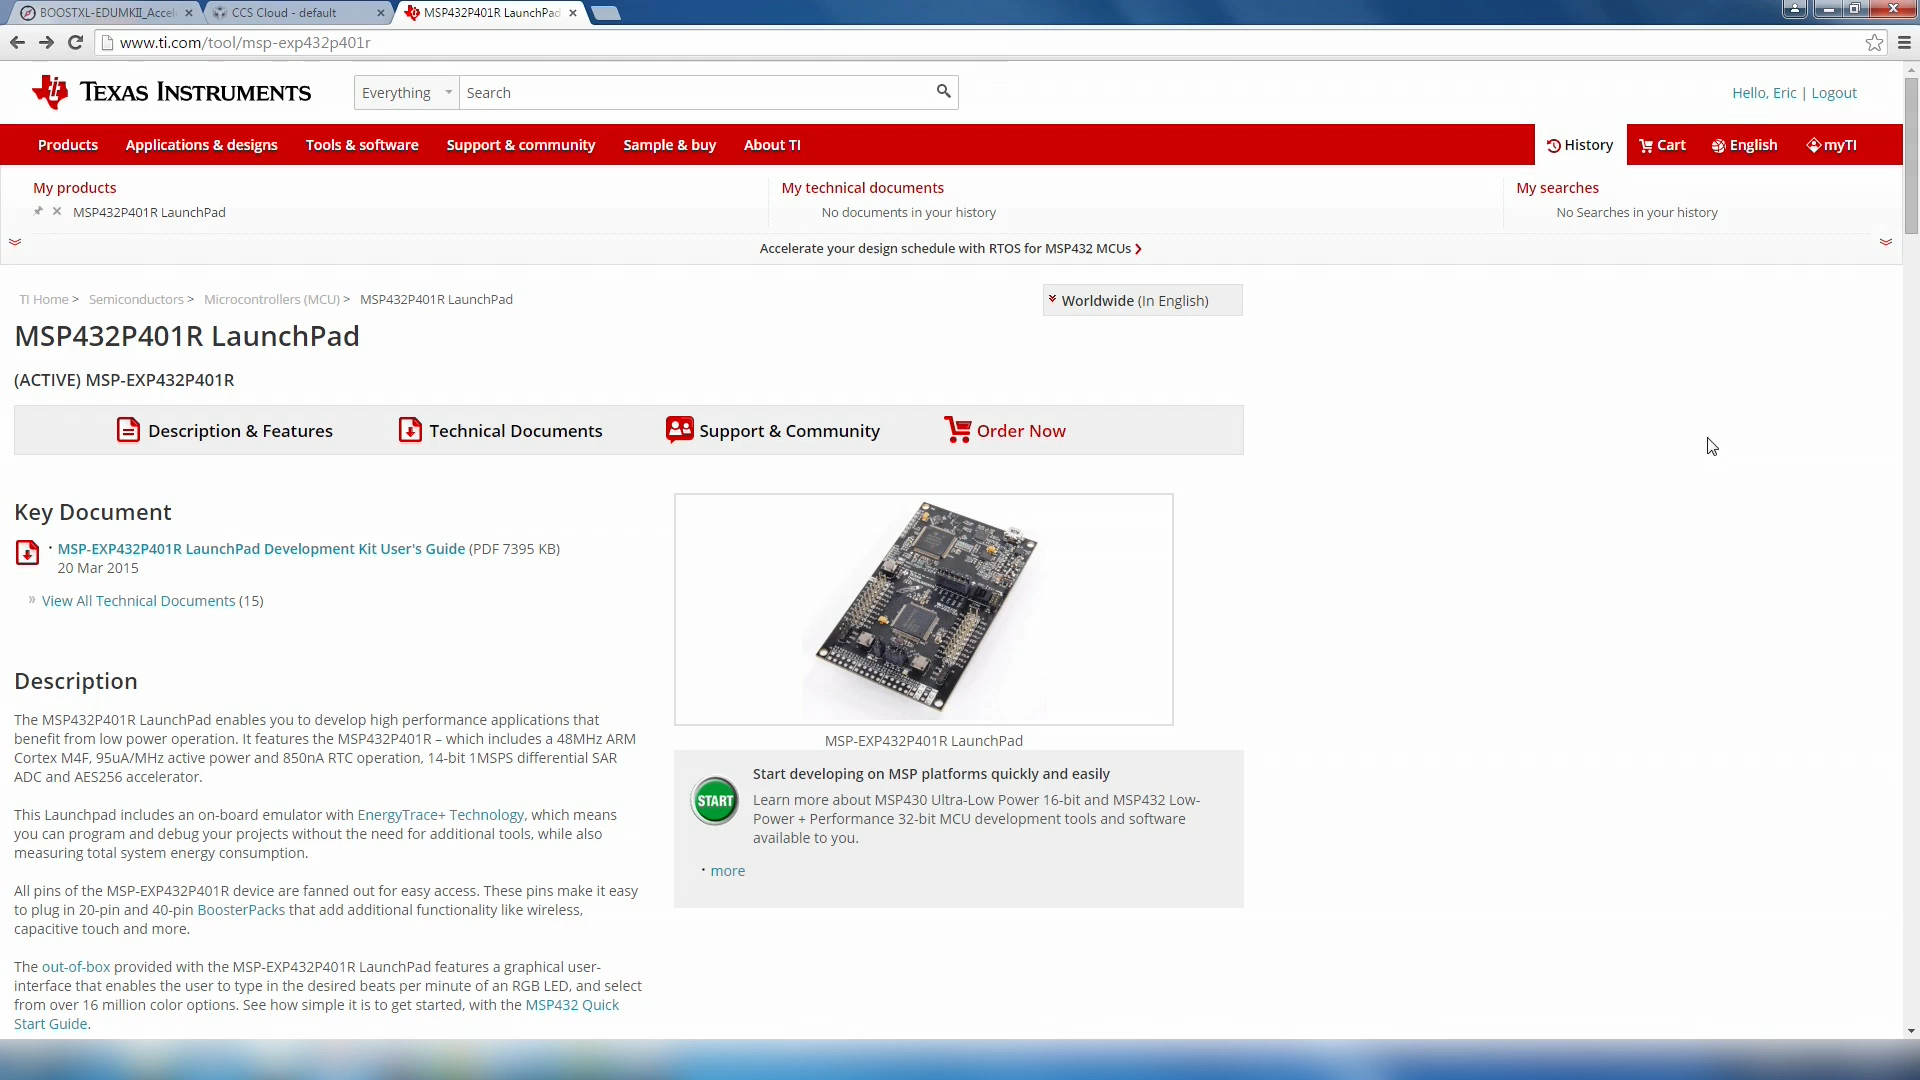 BOOSTXL-EDUMKII_Accel
CCS Cloud - default
MSP432P401R LaunchPad
www.ti.com/tool/msp-exp432p401r
TEXAS INSTRUMENTS
Everything
Search
Hello, Eric | Logout
Products
Applications & designs
Tools & software
Support & community
Sample & buy
About TI
History
Cart
English
myTI
My products
My technical documents
My searches
MSP432P401R LaunchPad
No documents in your history
No Searches in your history
Accelerate your design schedule with RTOS for MSP432 MCUs
TI Home > Semiconductors > Microcontrollers (MCU) > MSP432P401R LaunchPad
Worldwide (In English)
MSP432P401R LaunchPad
(ACTIVE) MSP-EXP432P401R
Description & Features
Technical Documents
Support & Community
Order Now
Key Document
• MSP-EXP432P401R LaunchPad Development Kit User's Guide (PDF 7395 KB)
20 Mar 2015
» View All Technical Documents (15)
Description
The MSP432P401R LaunchPad enables you to develop high performance applications that
benefit from low power operation. It features the MSP432P401R – which includes a 48MHz ARM
Cortex M4F, 95uA/MHz active power and 850nA RTC operation, 14-bit 1MSPS differential SAR
ADC and AES256 accelerator.
This Launchpad includes an on-board emulator with EnergyTrace+ Technology, which means
you can program and debug your projects without the need for additional tools, while also
measuring total system energy consumption.
All pins of the MSP-EXP432P401R device are fanned out for easy access. These pins make it easy
to plug in 20-pin and 40-pin BoosterPacks that add additional functionality like wireless,
capacitive touch and more.
The out-of-box provided with the MSP-EXP432P401R LaunchPad features a graphical user-
interface that enables the user to type in the desired beats per minute of an RGB LED, and select
from over 16 million color options. See how simple it is to get started, with the MSP432 Quick
Start Guide.
MSP-EXP432P401R LaunchPad
START
Start developing on MSP platforms quickly and easily
Learn more about MSP430 Ultra-Low Power 16-bit and MSP432 Low-
Power + Performance 32-bit MCU development tools and software
available to you.
• more